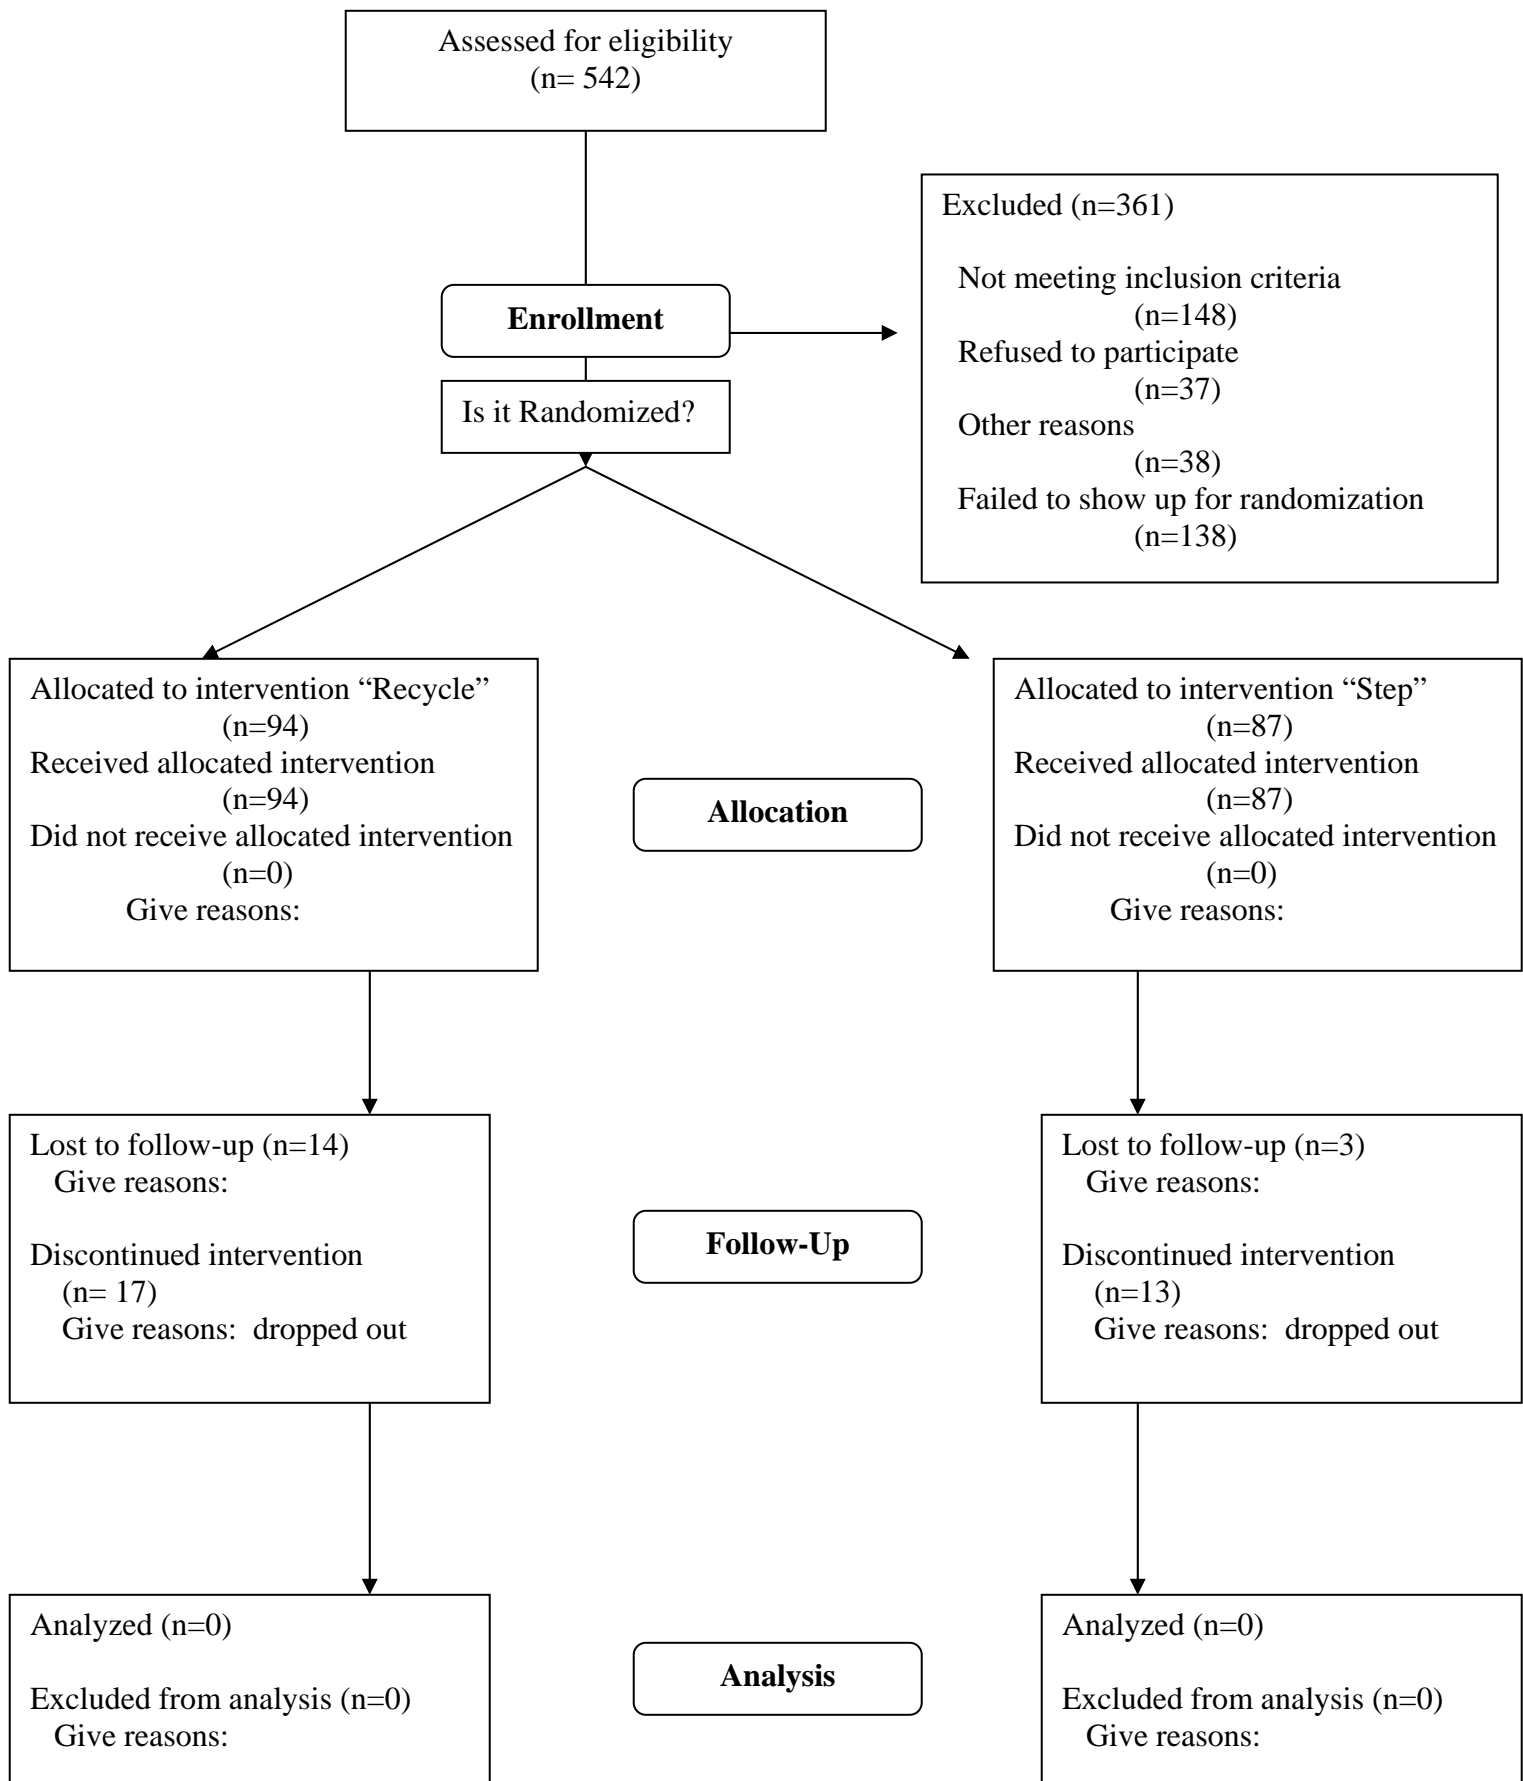 Assessed for eligibility
(n= 542)
Excluded (n=361)
Not meeting inclusion criteria
(n=148)
Refused to participate
(n=37)
Other reasons
(n=38)
Failed to show up for randomization
(n=138)
Enrollment
Is it Randomized?
Allocated to intervention “Recycle”
(n=94)
Received allocated intervention
(n=94)
Did not receive allocated intervention
(n=0)
Give reasons:
Allocation
Allocated to intervention “Step”
(n=87)
Received allocated intervention
(n=87)
Did not receive allocated intervention
(n=0)
Give reasons:
Lost to follow-up (n=14)
Give reasons:
Discontinued intervention
(n= 17)
Give reasons:  dropped out
Follow-Up
Lost to follow-up (n=3)
Give reasons:
Discontinued intervention
(n=13)
Give reasons:  dropped out
Analyzed (n=0)
Excluded from analysis (n=0)
Give reasons:
Analysis
Analyzed (n=0)
Excluded from analysis (n=0)
Give reasons: